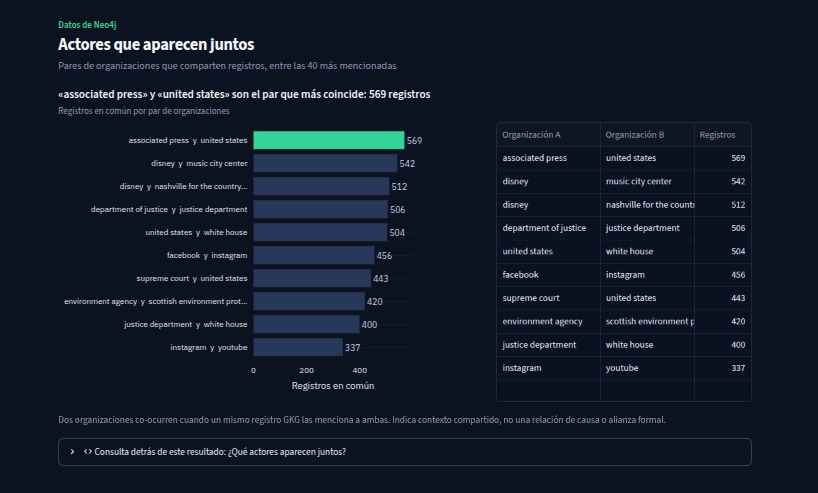 Datos de Neo4j
Actores que aparecen juntos
Pares de organizaciones que comparten registros, entre las 40 más mencionadas
«associated press» y «united states» son el par que más coincide: 569 registros
Registros en común por par de organizaciones
associated press y united states 569
disney y music city center 542
disney y nashville for the country... 512
department of justice y justice department 506
united states y white house 504
facebook y instagram 456
supreme court y united states 443
environment agency y scottish environment prot... 420
justice department y white house 400
instagram y youtube 337
0 200 400
Registros en común
Organización A Organización B Registros
associated press united states 569
disney music city center 542
disney nashville for the countr 512
department of justice justice department 506
united states white house 504
facebook instagram 456
supreme court united states 443
environment agency scottish environment p 420
justice department white house 400
instagram youtube 337
Dos organizaciones co-ocurren cuando un mismo registro GKG las menciona a ambas. Indica contexto compartido, no una relación de causa o alianza formal.
Consulta detrás de este resultado: ¿Qué actores aparecen juntos?